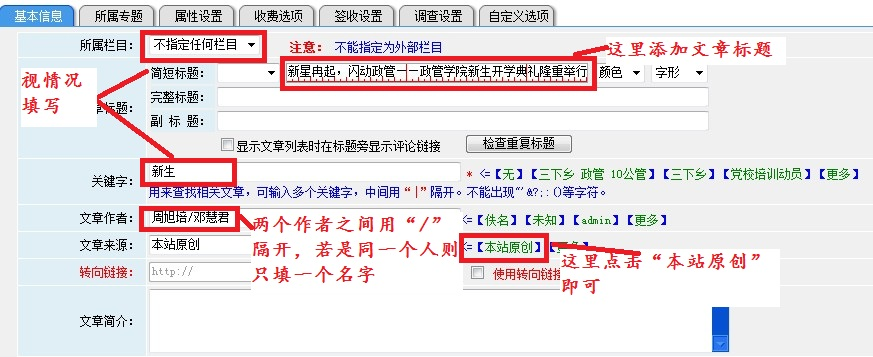 基本信息 所属专题 属性设置 收费选项 签收设置 调查设置 自定义选项
所属栏目： 不指定任何栏目 注意： 不能指定为外部栏目 这里添加文章标题
视情况
填写
简短标题： 新星冉起，闪动政管——政管学院新生开学典礼隆重举行 颜色 字形
章标题： 完整标题：
副 标 题：
显示文章列表时在标题旁显示评论链接 检查重复标题
关键字： 新生 * <=【无】【三下乡 政管 10公管】【三下乡】【党校培训动员】【更多】
用来查找相关文章，可输入多个关键字，中间用“|”隔开。不能出现"'&?;:()等字符。
文章作者： 周旭培/邓慧君 <=【佚名】【未知】【admin】【更多】
两个作者之间用“/”
隔开，若是同一个人则
只填一个名字
文章来源： 本站原创 <=【本站原创】【更多】
这里点击“本站原创”
即可
转向链接： http:// 使用转向链接
文章简介：